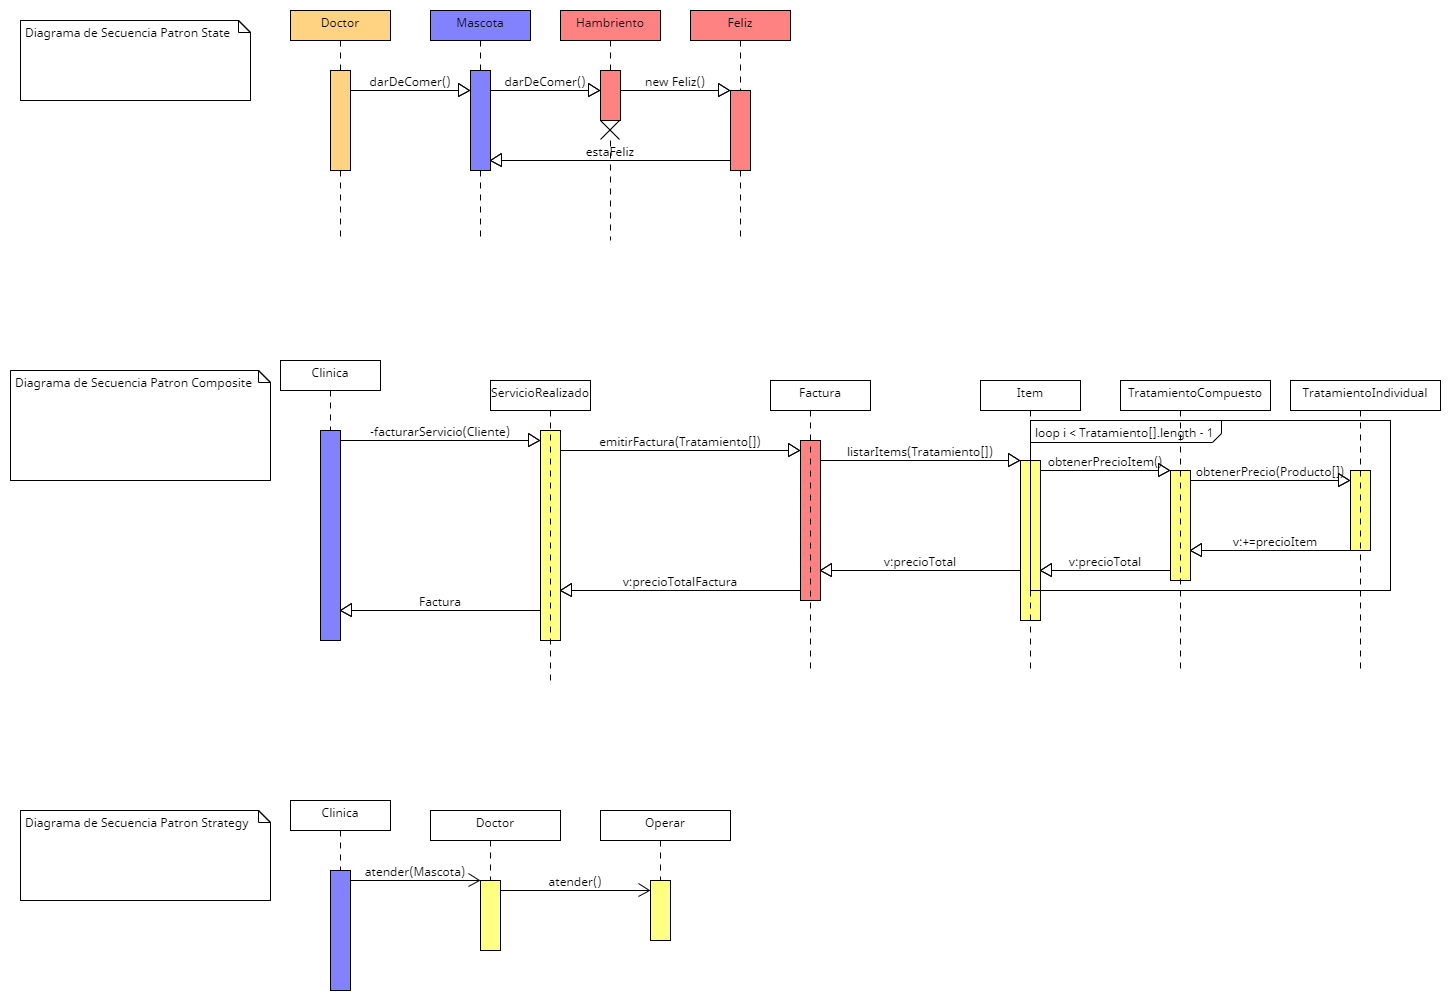 Diagrama de Secuencia Patron State
Doctor
Mascota
Hambriento
Feliz
darDeComer()
darDeComer()
new Feliz()
estaFeliz
Diagrama de Secuencia Patron Composite
Clinica
ServicioRealizado
Factura
Item
TratamientoCompuesto
TratamientoIndividual
loop i < Tratamiento[].length - 1
-facturarServicio(Cliente)
emitirFactura(Tratamiento[])
listarItems(Tratamiento[])
obtenerPrecioItem()
obtenerPrecio(Producto[])
v:+=precioItem
v:precioTotal
v:precioTotal
v:precioTotalFactura
Factura
Diagrama de Secuencia Patron Strategy
Clinica
Doctor
Operar
atender(Mascota)
atender()